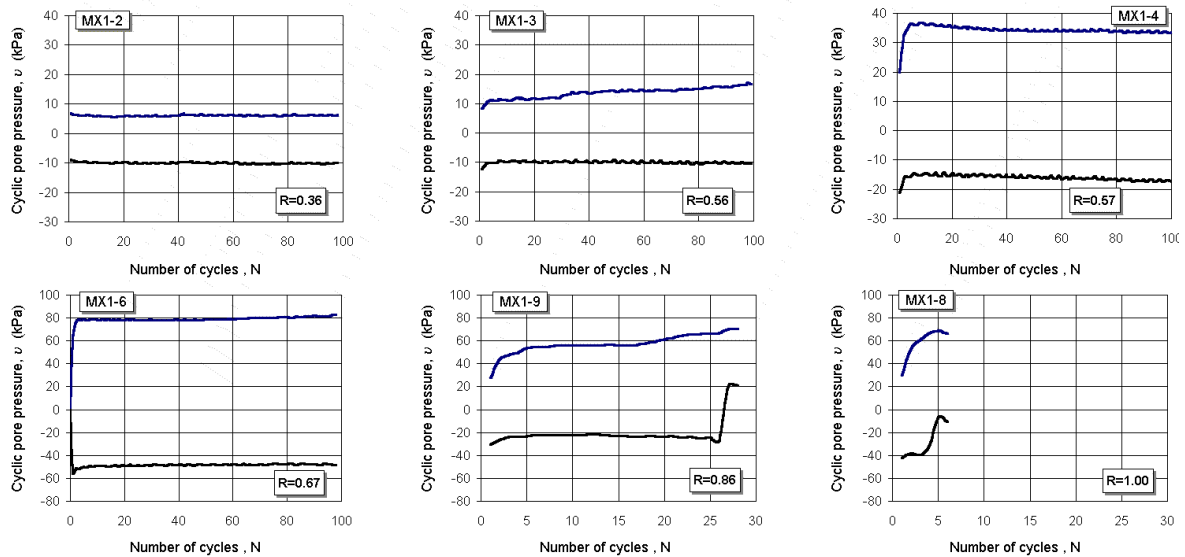 MX1-2
Cyclic pore pressure, υ (kPa)
40
30
20
10
0
-10
-20
-30
R=0.36
0 20 40 60 80 100
Number of cycles , N
MX1-3
Cyclic pore pressure, υ (kPa)
40
30
20
10
0
-10
-20
-30
R=0.56
0 20 40 60 80 100
Number of cycles , N
MX1-4
Cyclic pore pressure, υ (kPa)
40
30
20
10
0
-10
-20
-30
R=0.57
0 20 40 60 80 100
Number of cycles , N
MX1-6
Cyclic pore pressure, υ (kPa)
100
80
60
40
20
0
-20
-40
-60
-80
R=0.67
0 20 40 60 80 100
Number of cycles , N
MX1-9
Cyclic pore pressure, υ (kPa)
100
80
60
40
20
0
-20
-40
-60
-80
R=0.86
0 5 10 15 20 25 30
Number of cycles , N
MX1-8
Cyclic pore pressure, υ (kPa)
100
80
60
40
20
0
-20
-40
-60
-80
R=1.00
0 5 10 15 20 25 30
Number of cycles , N